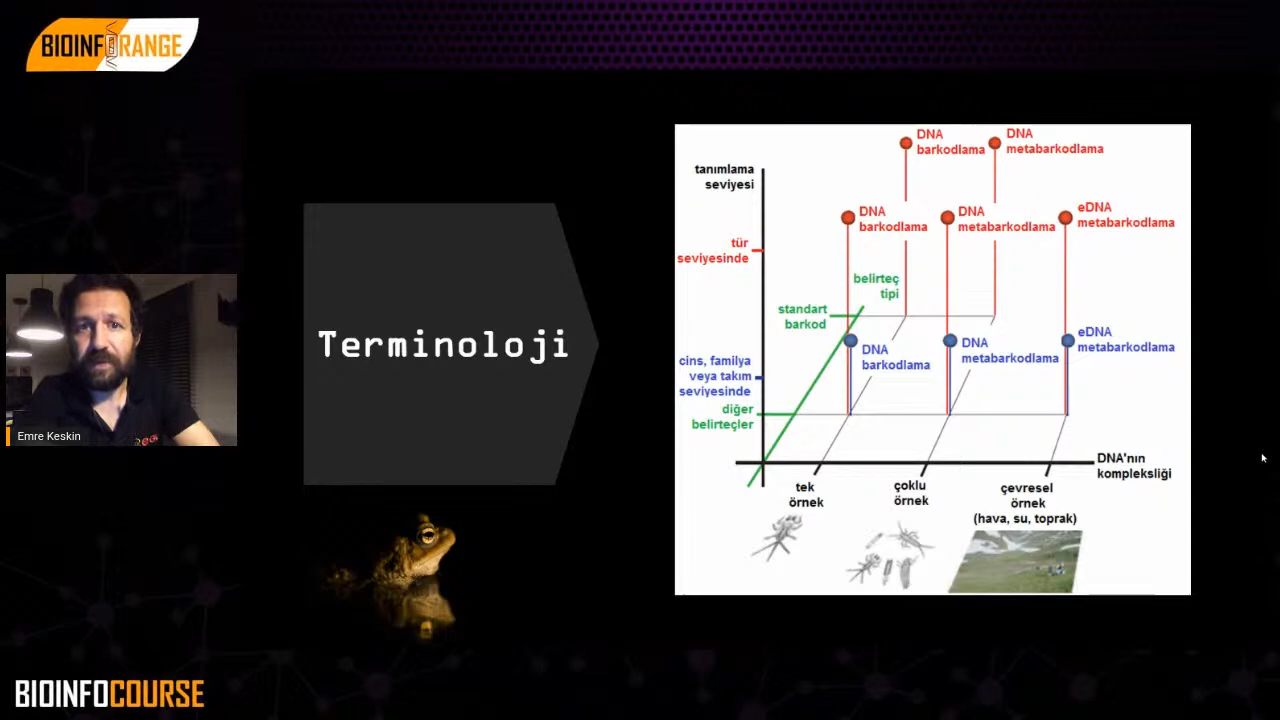 BIOINFORANGE
DNA
barkodlama
DNA
metabarkodlama
tanımlama
seviyesi
DNA
barkodlama
DNA
metabarkodlama
eDNA
metabarkodlama
tür
seviyesinde
belirteç
tipi
standart
barkod
Terminoloji
DNA
barkodlama
DNA
metabarkodlama
eDNA
metabarkodlama
cins, familya
veya takım
seviyesinde
diğer
belirteçler
Emre Keskin
DNA'nın
kompleksliği
tek
örnek
çoklu
örnek
çevresel
örnek
(hava, su, toprak)
BIOINFOCOURSE